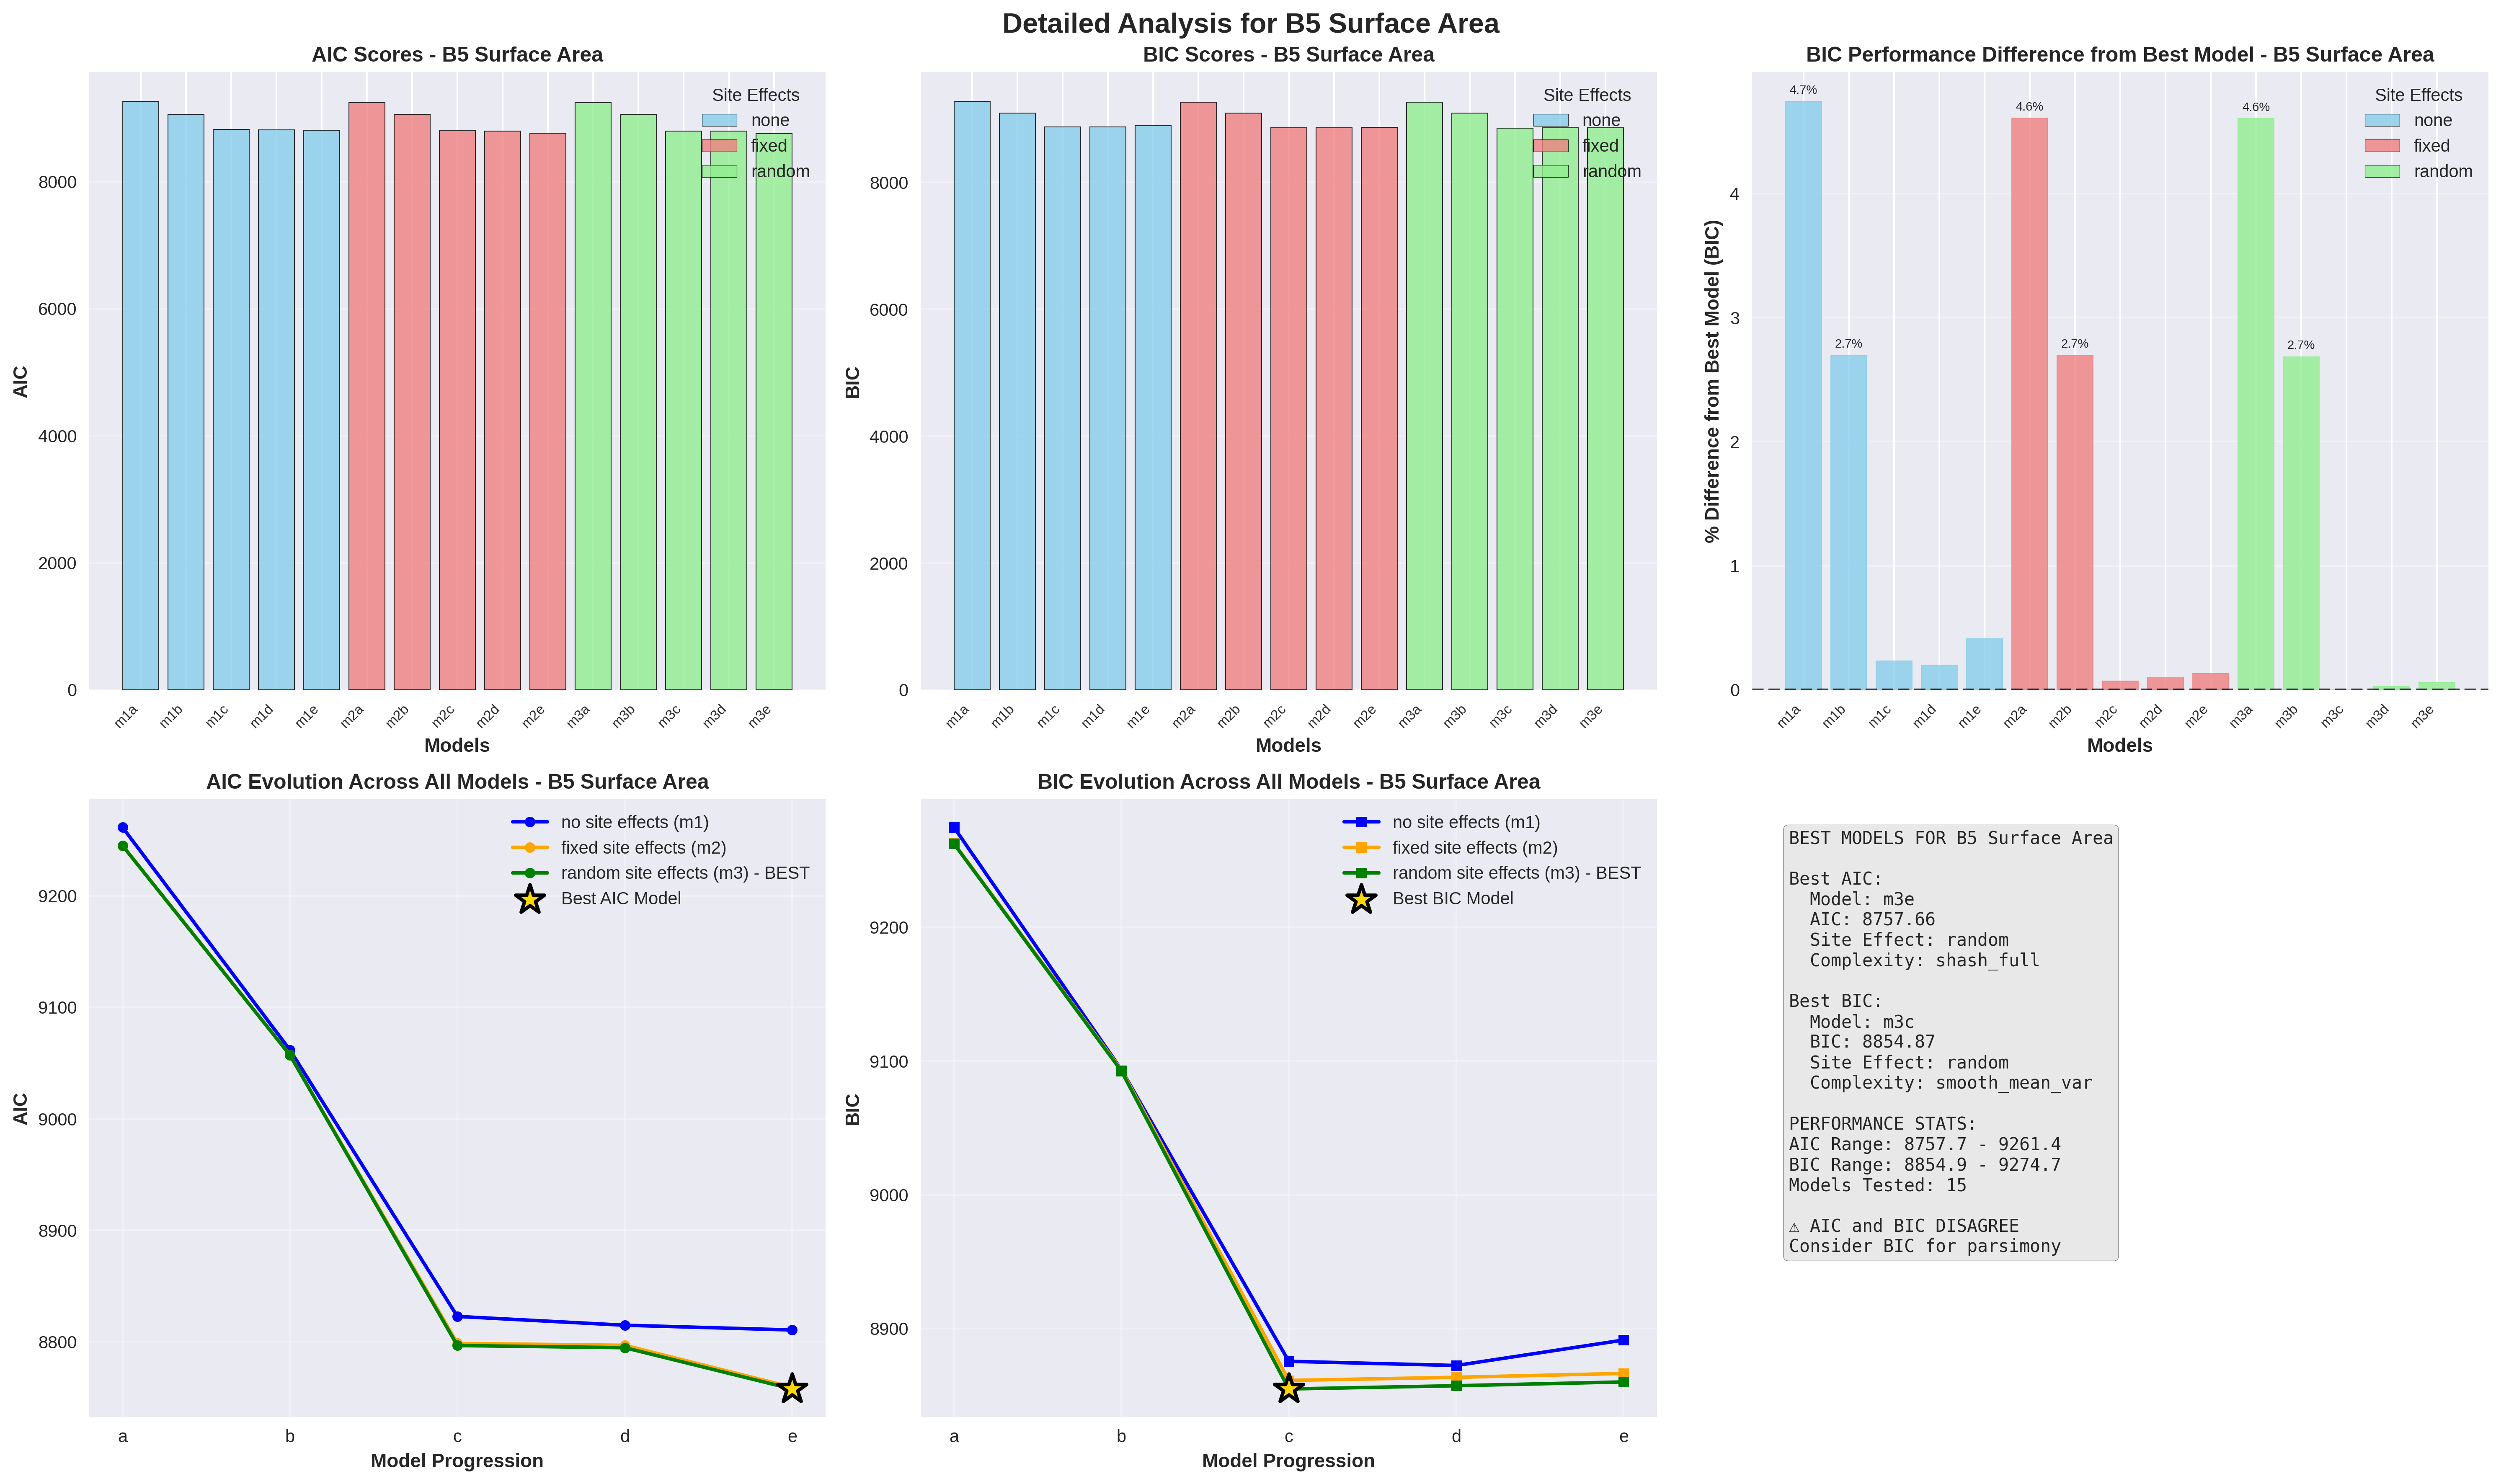 Detailed Analysis for B5 Surface Area
AIC Scores - B5 Surface Area
AIC
8000
6000
4000
2000
0
Site Effects
none
fixed
random
m1a
m1b
m1c
m1d
m1e
m2a
m2b
m2c
m2d
m2e
m3a
m3b
m3c
m3d
m3e
Models
BIC Scores - B5 Surface Area
BIC
8000
6000
4000
2000
0
Site Effects
none
fixed
random
m1a
m1b
m1c
m1d
m1e
m2a
m2b
m2c
m2d
m2e
m3a
m3b
m3c
m3d
m3e
Models
BIC Performance Difference from Best Model - B5 Surface Area
% Difference from Best Model (BIC)
4
3
2
1
0
4.7%
2.7%
4.6%
2.7%
4.6%
2.7%
Site Effects
none
fixed
random
m1a
m1b
m1c
m1d
m1e
m2a
m2b
m2c
m2d
m2e
m3a
m3b
m3c
m3d
m3e
Models
AIC Evolution Across All Models - B5 Surface Area
AIC
9200
9100
9000
8900
8800
no site effects (m1)
fixed site effects (m2)
random site effects (m3) - BEST
Best AIC Model
a
b
c
d
e
Model Progression
BIC Evolution Across All Models - B5 Surface Area
BIC
9200
9100
9000
8900
no site effects (m1)
fixed site effects (m2)
random site effects (m3) - BEST
Best BIC Model
a
b
c
d
e
Model Progression
BEST MODELS FOR B5 Surface Area
Best AIC:
Model: m3e
AIC: 8757.66
Site Effect: random
Complexity: shash_full
Best BIC:
Model: m3c
BIC: 8854.87
Site Effect: random
Complexity: smooth_mean_var
PERFORMANCE STATS:
AIC Range: 8757.7 - 9261.4
BIC Range: 8854.9 - 9274.7
Models Tested: 15
⚠ AIC and BIC DISAGREE
Consider BIC for parsimony